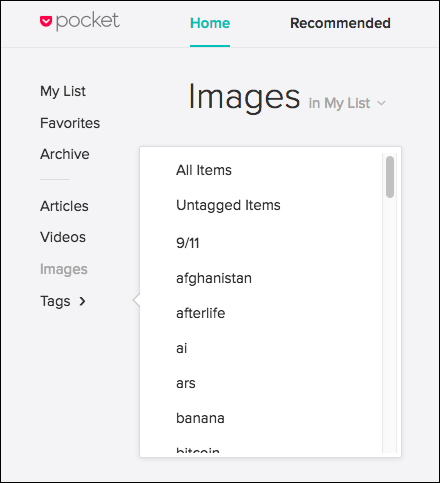 pocket
Home
Recommended
My List
Favorites
Archive
Articles
Videos
Images
Tags
Images in My List
All Items
Untagged Items
9/11
afghanistan
afterlife
ai
ars
banana
bitcoin